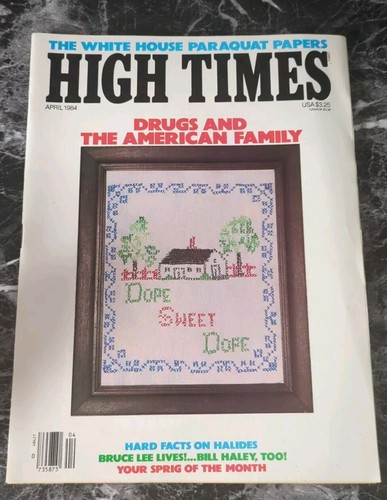 THE WHITE HOUSE PARAQUAT PAPERS
HIGH TIMES
APRIL 1984
USA $3.25
DRUGS AND
THE AMERICAN FAMILY
DOPE
SWEET
DOPE
HARD FACTS ON HALIDES
BRUCE LEE LIVES!...BILL HALEY, TOO!
YOUR SPRIG OF THE MONTH
04